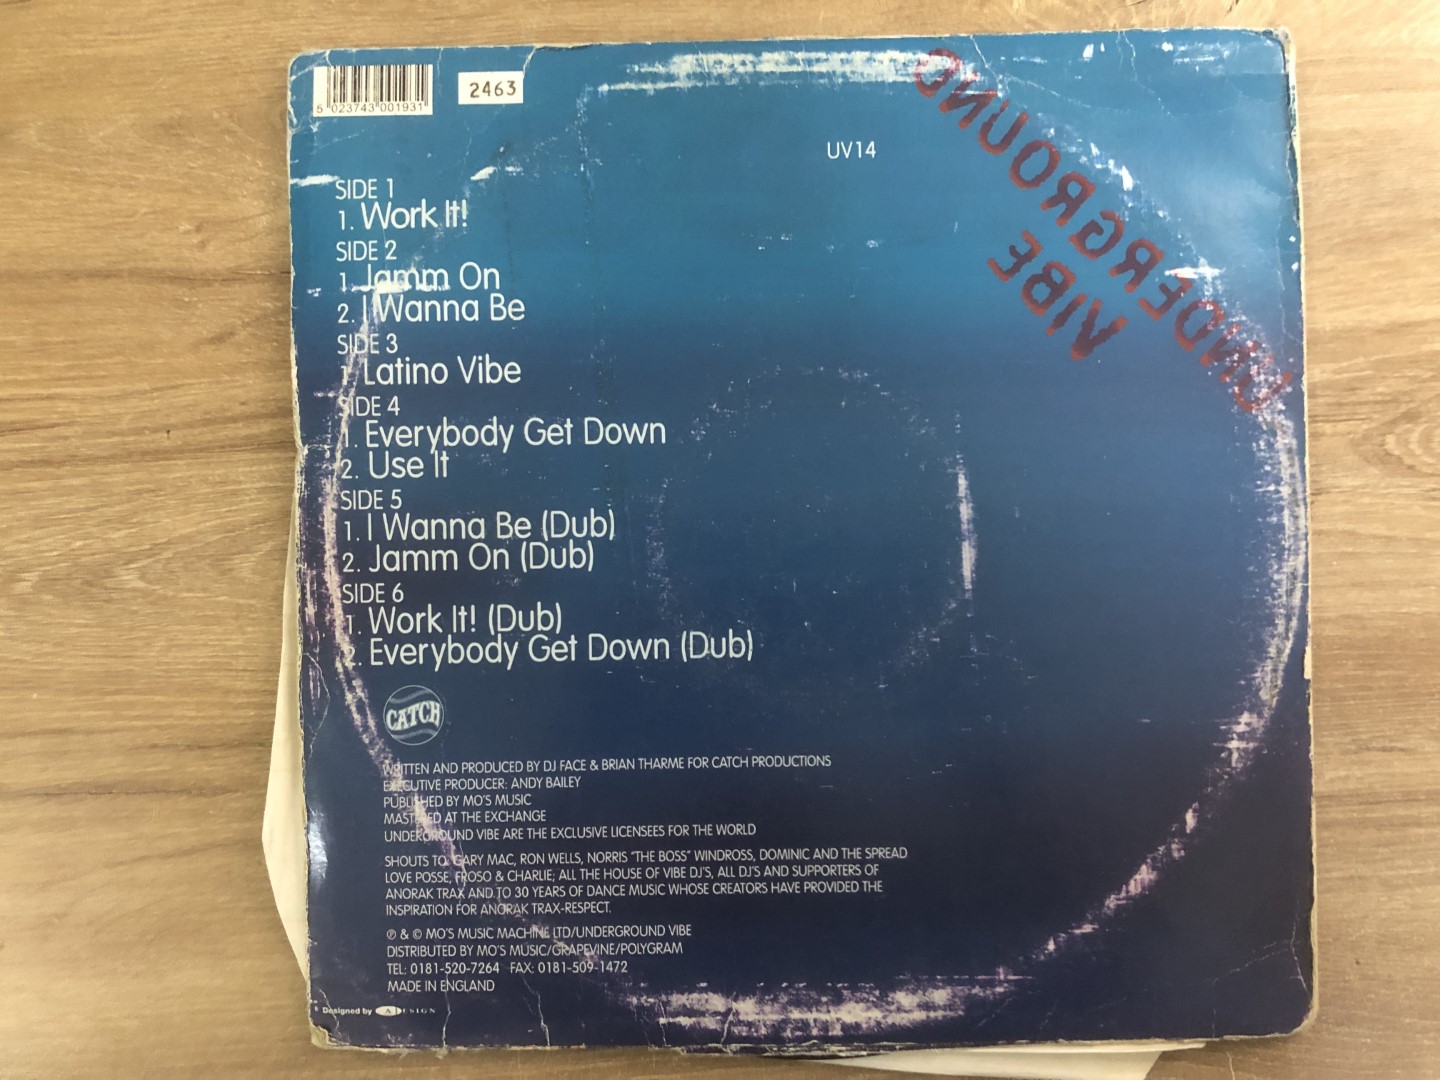 5 023743 001931
2463
UV14
UNDERGROUND
VIBE
SIDE 1
1. Work It!
SIDE 2
1. Jamm On
2. I Wanna Be
SIDE 3
1. Latino Vibe
SIDE 4
1. Everybody Get Down
2. Use It
SIDE 5
1. I Wanna Be (Dub)
2. Jamm On (Dub)
SIDE 6
1. Work It! (Dub)
2. Everybody Get Down (Dub)
CATCH
WRITTEN AND PRODUCED BY DJ FACE & BRIAN THARME FOR CATCH PRODUCTIONS
EXECUTIVE PRODUCER: ANDY BAILEY
PUBLISHED BY MO'S MUSIC
MASTERED AT THE EXCHANGE
UNDERGROUND VIBE ARE THE EXCLUSIVE LICENSEES FOR THE WORLD
SHOUTS TO: GARY MAC, RON WELLS, NORRIS "THE BOSS" WINDROSS, DOMINIC AND THE SPREAD
LOVE POSSE, FROSO & CHARLIE; ALL THE HOUSE OF VIBE DJ'S, ALL DJ'S AND SUPPORTERS OF
ANORAK TRAX AND TO 30 YEARS OF DANCE MUSIC WHOSE CREATORS HAVE PROVIDED THE
INSPIRATION FOR ANORAK TRAX-RESPECT.
℗ & © MO'S MUSIC MACHINE LTD/UNDERGROUND VIBE
DISTRIBUTED BY MO'S MUSIC/GRAPEVINE/POLYGRAM
TEL: 0181-520-7264 FAX: 0181-509-1472
MADE IN ENGLAND
Designed by A DESIGN